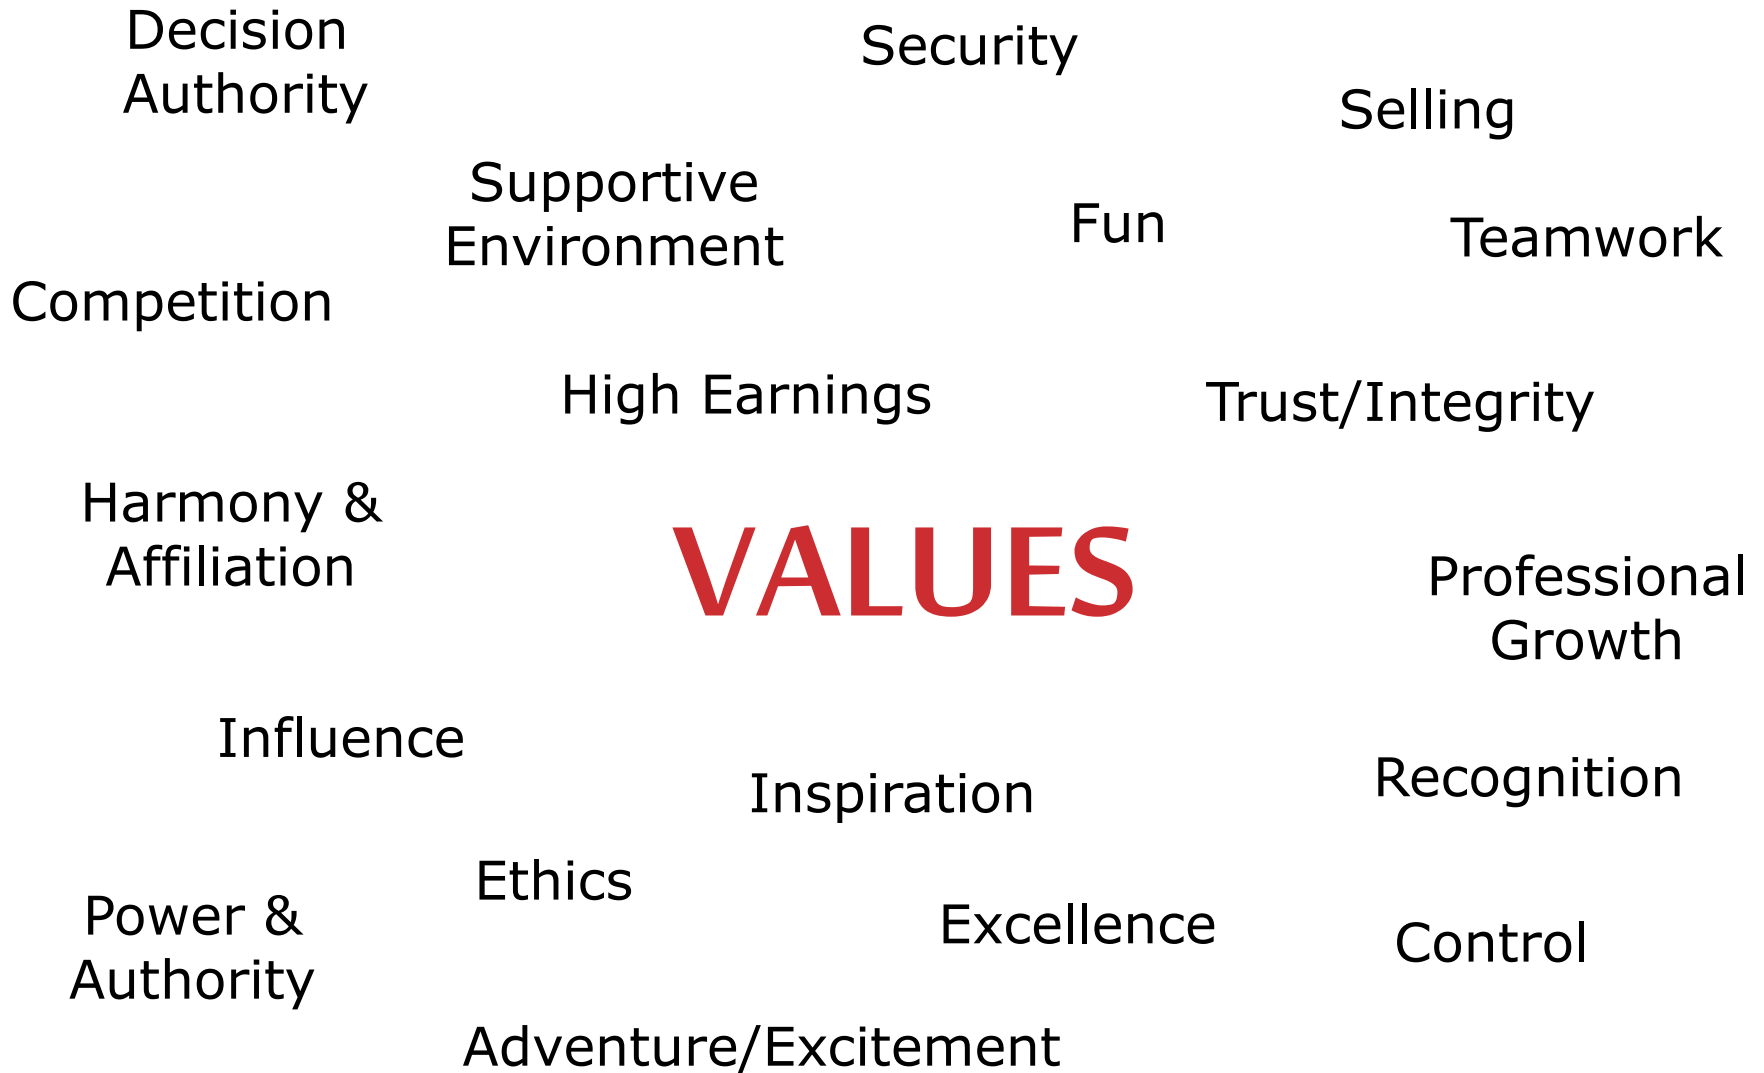 Decision
Authority
Security
Selling
Supportive
Environment
Fun
Teamwork
Competition
High Earnings
Trust/Integrity
Harmony &
Affiliation
VALUES
Professional
Growth
Influence
Inspiration
Recognition
Ethics
Power &
Authority
Excellence
Control
Adventure/Excitement